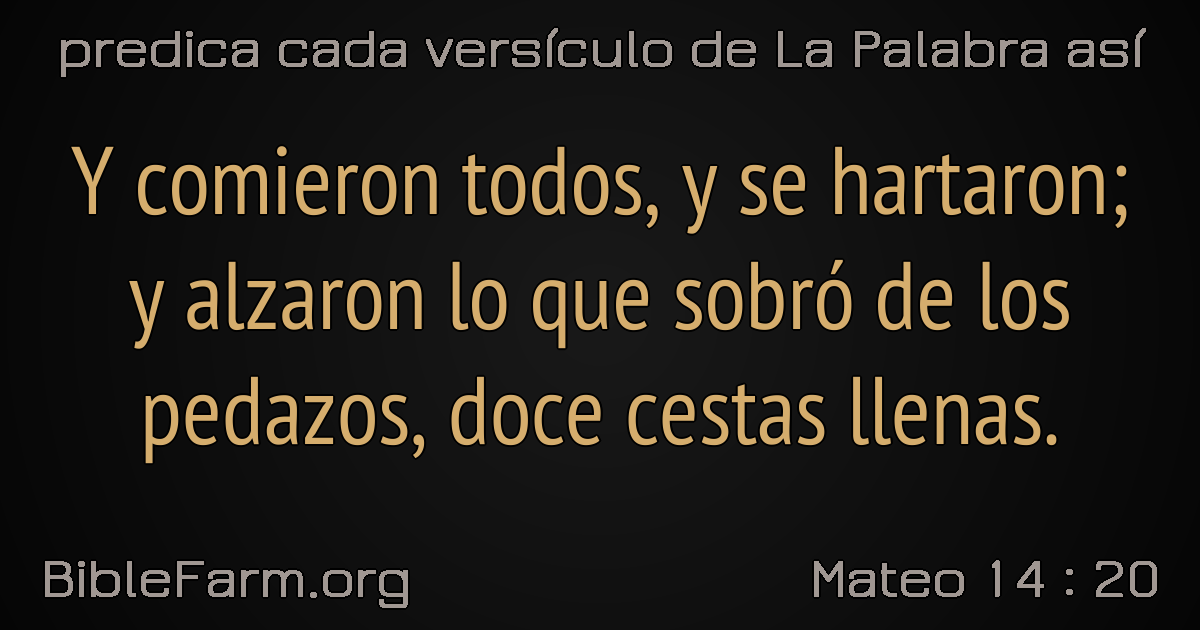 predica cada versículo de La Palabra así
Y comieron todos, y se hartaron;
y alzaron lo que sobró de los
pedazos, doce cestas llenas.
BibleFarm.org
Mateo 14 : 20